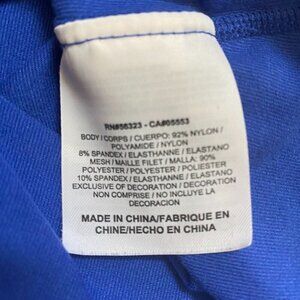 RN#56323 - CA#05553
BODY / CORPS / CUERPO: 92% NYLON /
POLYAMIDE / NYLON
8% SPANDEX / ELASTHANNE / ELASTANO
MESH / MAILLE FILET / MALLA: 90%
POLYESTER / POLYESTER / POLIESTER
10% SPANDEX / ELASTHANNE / ELASTANO
EXCLUSIVE OF DECORATION / DECORATION
NON COMPRISE / NO INCLUYE LA
DECORACION
MADE IN CHINA/FABRIQUE EN
CHINE/HECHO EN CHINA